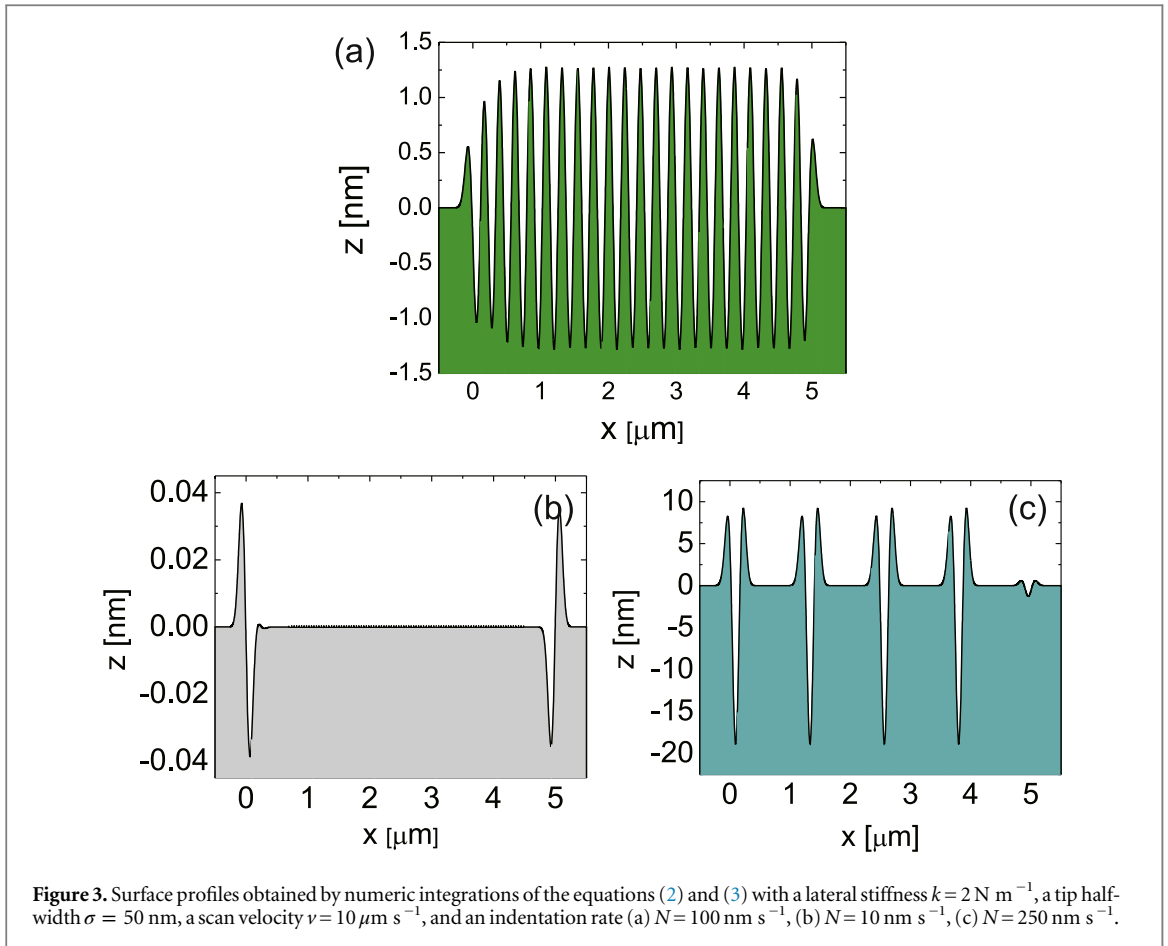 (a)
1.5
1.0
0.5
0.0
-0.5
-1.0
-1.5
z [nm]
0 1 2 3 4 5
x [μm]
(b)
0.04
0.02
0.00
-0.02
-0.04
z [nm]
0 1 2 3 4 5
x [μm]
(c)
10
5
0
-5
-10
-15
-20
z [nm]
0 1 2 3 4 5
x [μm]
Figure 3. Surface profiles obtained by numeric integrations of the equations (2) and (3) with a lateral stiffness k = 2 N m⁻¹, a tip half-
width σ = 50 nm, a scan velocity v = 10 μm s⁻¹, and an indentation rate (a) N = 100 nm s⁻¹, (b) N = 10 nm s⁻¹, (c) N = 250 nm s⁻¹.